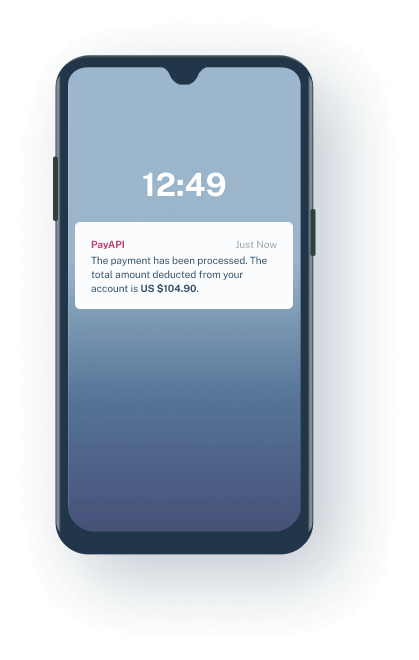 12:49
PayAPI Just Now
The payment has been processed. The
total amount deducted from your
account is US $104.90.